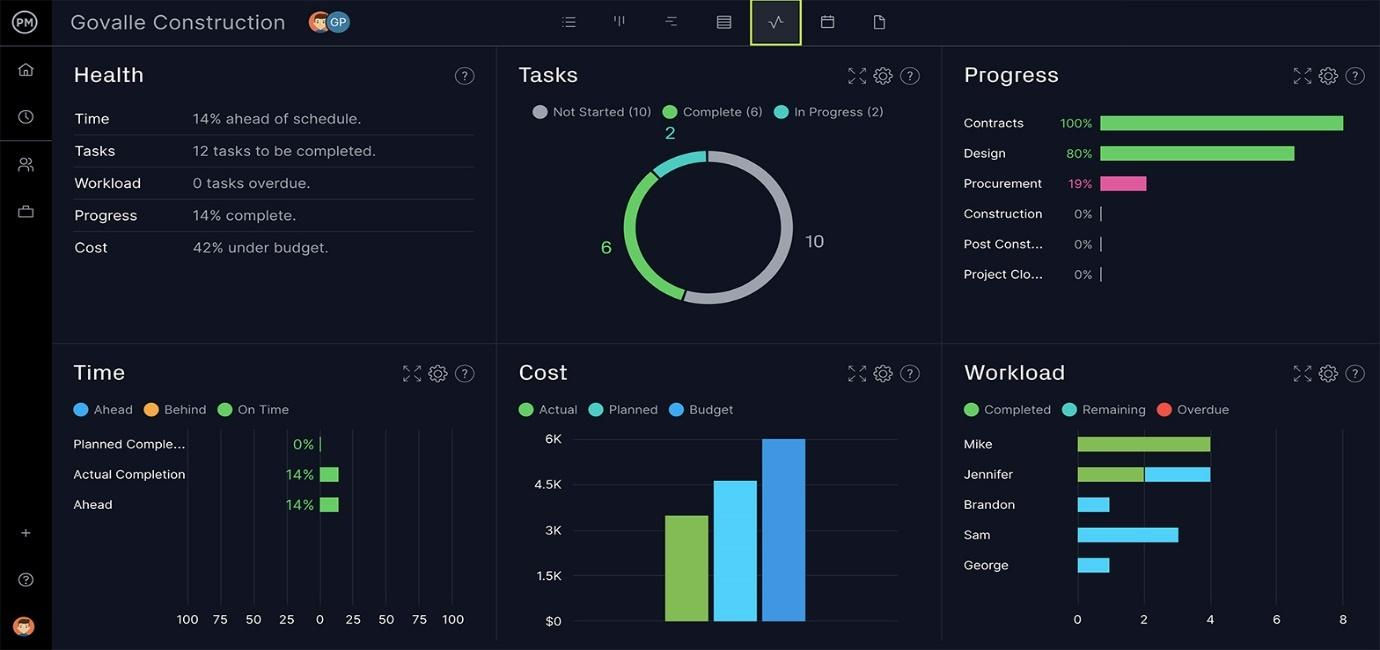 PM Govalle Construction GP
Health
Time 14% ahead of schedule.
Tasks 12 tasks to be completed.
Workload 0 tasks overdue.
Progress 14% complete.
Cost 42% under budget.
Tasks
Not Started (10) Complete (6) In Progress (2)
2
6
10
Progress
Contracts 100%
Design 80%
Procurement 19%
Construction 0%
Post Const... 0%
Project Clo... 0%
Time
Ahead Behind On Time
Planned Comple... 0%
Actual Completion 14%
Ahead 14%
100 75 50 25 0 25 50 75 100
Cost
Actual Planned Budget
6K
4.5K
3K
1.5K
$0
Workload
Completed Remaining Overdue
Mike
Jennifer
Brandon
Sam
George
0 2 4 6 8